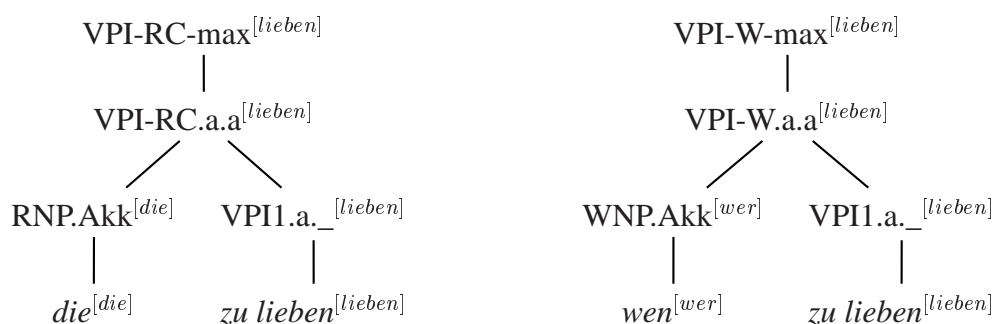 VPI-RC-max[lieben] VPI-W-max[lieben]
VPI-RC.a.a[lieben] VPI-W.a.a[lieben]
RNP.Akk[die] VPI1.a._[lieben] WNP.Akk[wer] VPI1.a._[lieben]
die[die] zu lieben[lieben] wen[wer] zu lieben[lieben]